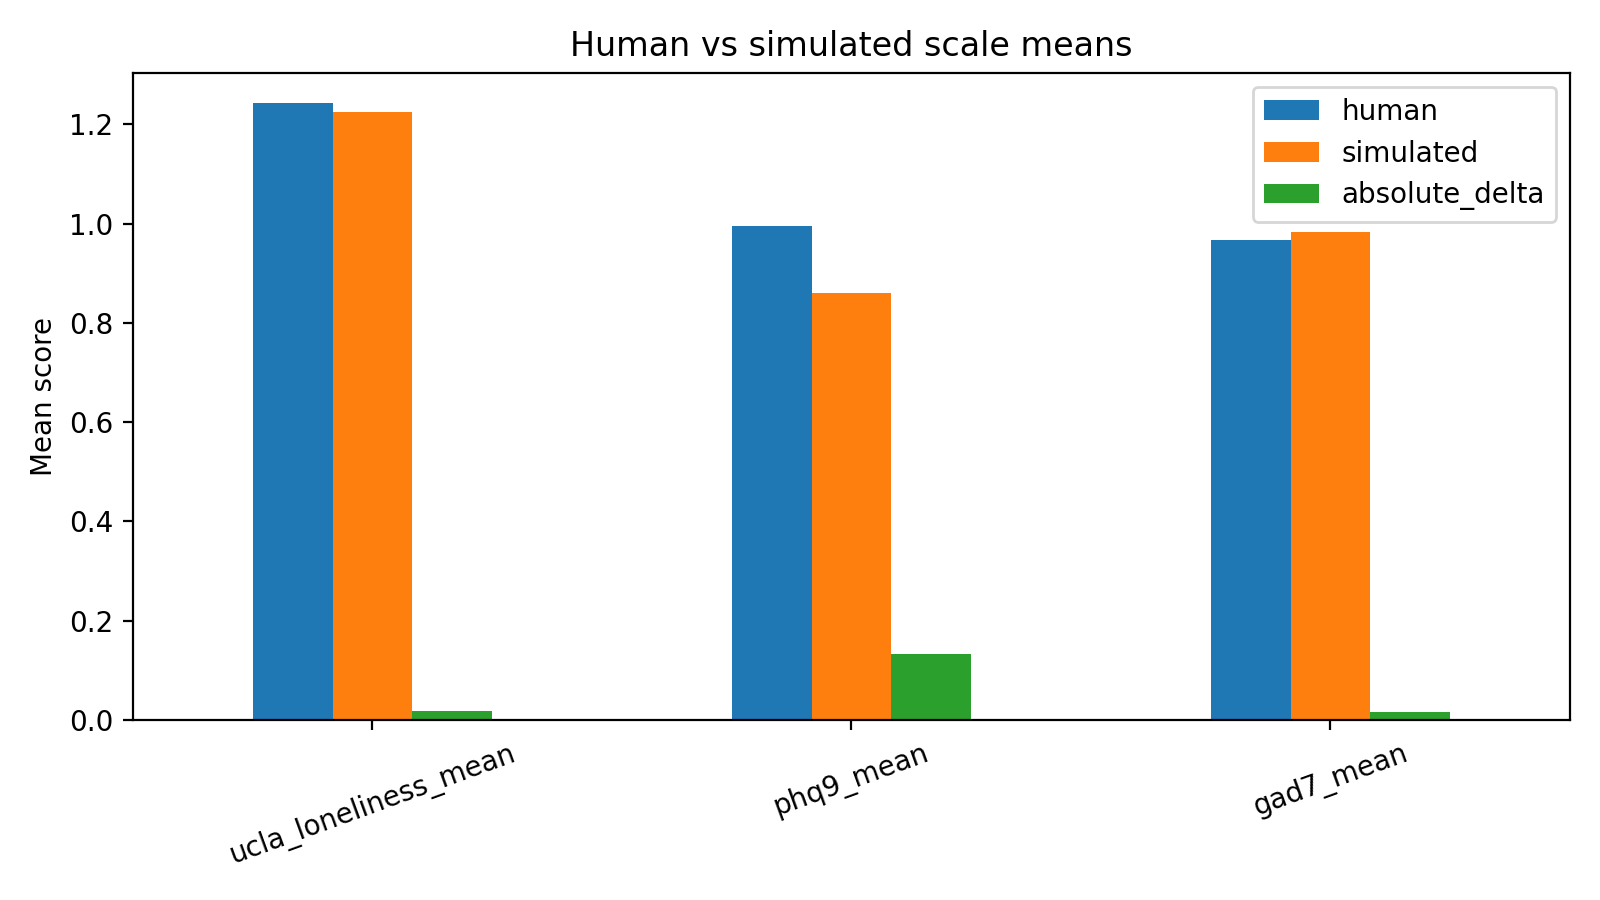 Human vs simulated scale means
human
simulated
absolute_delta
Mean score
1.2
1.0
0.8
0.6
0.4
0.2
0.0
ucla_loneliness_mean
phq9_mean
gad7_mean